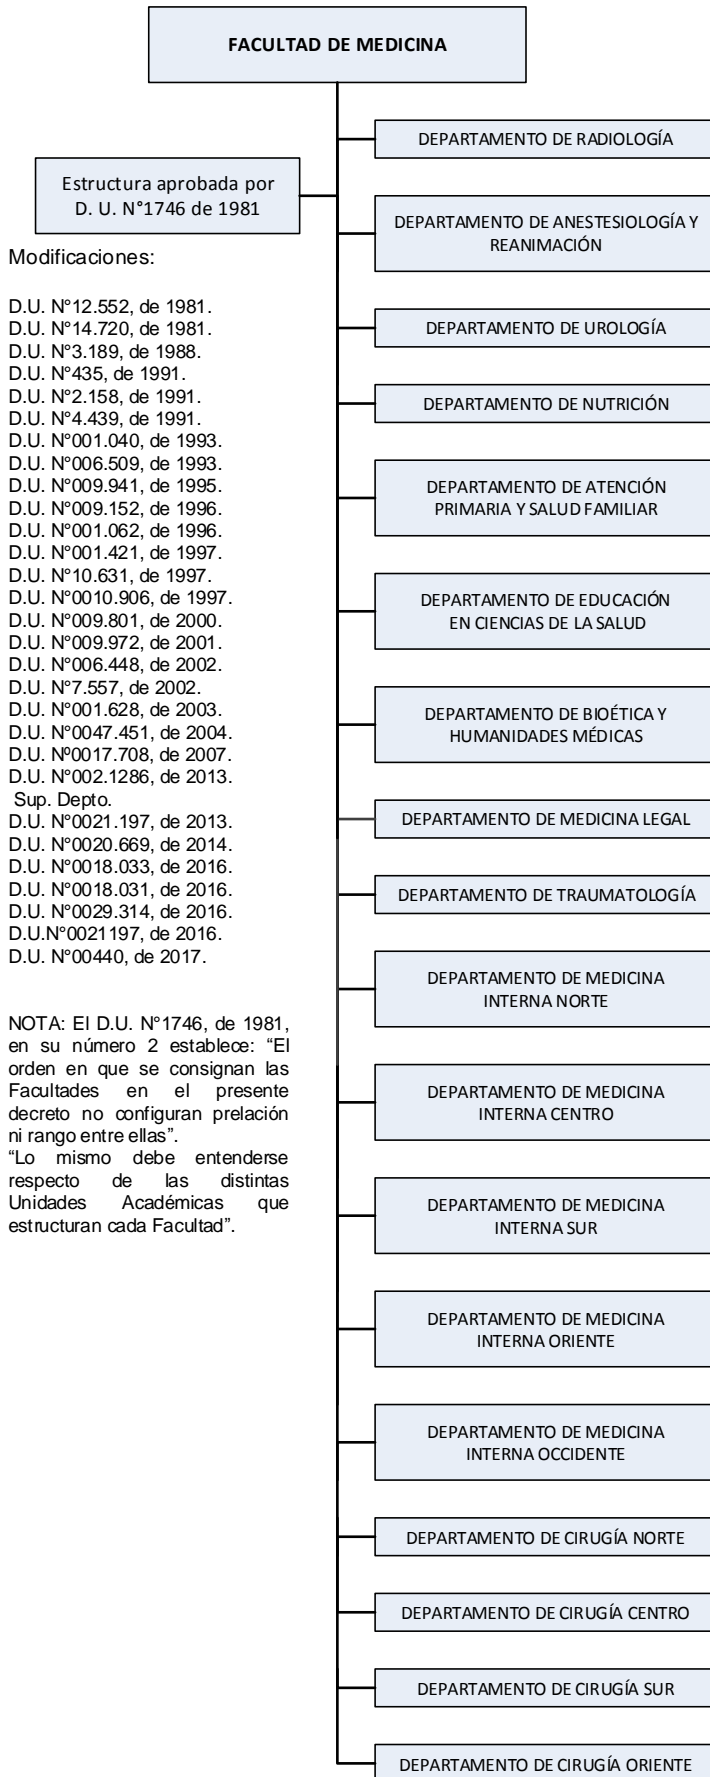 FACULTAD DE MEDICINA
Estructura aprobada por
D. U. N°1746 de 1981
Modificaciones:
D.U. N°12.552, de 1981.
D.U. N°14.720, de 1981.
D.U. N°3.189, de 1988.
D.U. N°435, de 1991.
D.U. N°2.158, de 1991.
D.U. N°4.439, de 1991.
D.U. N°001.040, de 1993.
D.U. N°006.509, de 1993.
D.U. N°009.941, de 1995.
D.U. N°009.152, de 1996.
D.U. N°001.062, de 1996.
D.U. N°001.421, de 1997.
D.U. N°10.631, de 1997.
D.U. N°0010.906, de 1997.
D.U. N°009.801, de 2000.
D.U. N°009.972, de 2001.
D.U. N°006.448, de 2002.
D.U. N°7.557, de 2002.
D.U. N°001.628, de 2003.
D.U. N°0047.451, de 2004.
D.U. Nº0017.708, de 2007.
D.U. N°002.1286, de 2013.
Sup. Depto.
D.U. N°0021.197, de 2013.
D.U. N°0020.669, de 2014.
D.U. N°0018.033, de 2016.
D.U. N°0018.031, de 2016.
D.U. N°0029.314, de 2016.
D.U.N°0021197, de 2016.
D.U. N°00440, de 2017.
NOTA: El D.U. N°1746, de 1981,
en su número 2 establece: “El
orden en que se consignan las
Facultades en el presente
decreto no configuran prelación
ni rango entre ellas”.
“Lo mismo debe entenderse
respecto de las distintas
Unidades Académicas que
estructuran cada Facultad”.
DEPARTAMENTO DE RADIOLOGÍA
DEPARTAMENTO DE ANESTESIOLOGÍA Y
REANIMACIÓN
DEPARTAMENTO DE UROLOGÍA
DEPARTAMENTO DE NUTRICIÓN
DEPARTAMENTO DE ATENCIÓN
PRIMARIA Y SALUD FAMILIAR
DEPARTAMENTO DE EDUCACIÓN
EN CIENCIAS DE LA SALUD
DEPARTAMENTO DE BIOÉTICA Y
HUMANIDADES MÉDICAS
DEPARTAMENTO DE MEDICINA LEGAL
DEPARTAMENTO DE TRAUMATOLOGÍA
DEPARTAMENTO DE MEDICINA
INTERNA NORTE
DEPARTAMENTO DE MEDICINA
INTERNA CENTRO
DEPARTAMENTO DE MEDICINA
INTERNA SUR
DEPARTAMENTO DE MEDICINA
INTERNA ORIENTE
DEPARTAMENTO DE MEDICINA
INTERNA OCCIDENTE
DEPARTAMENTO DE CIRUGÍA NORTE
DEPARTAMENTO DE CIRUGÍA CENTRO
DEPARTAMENTO DE CIRUGÍA SUR
DEPARTAMENTO DE CIRUGÍA ORIENTE